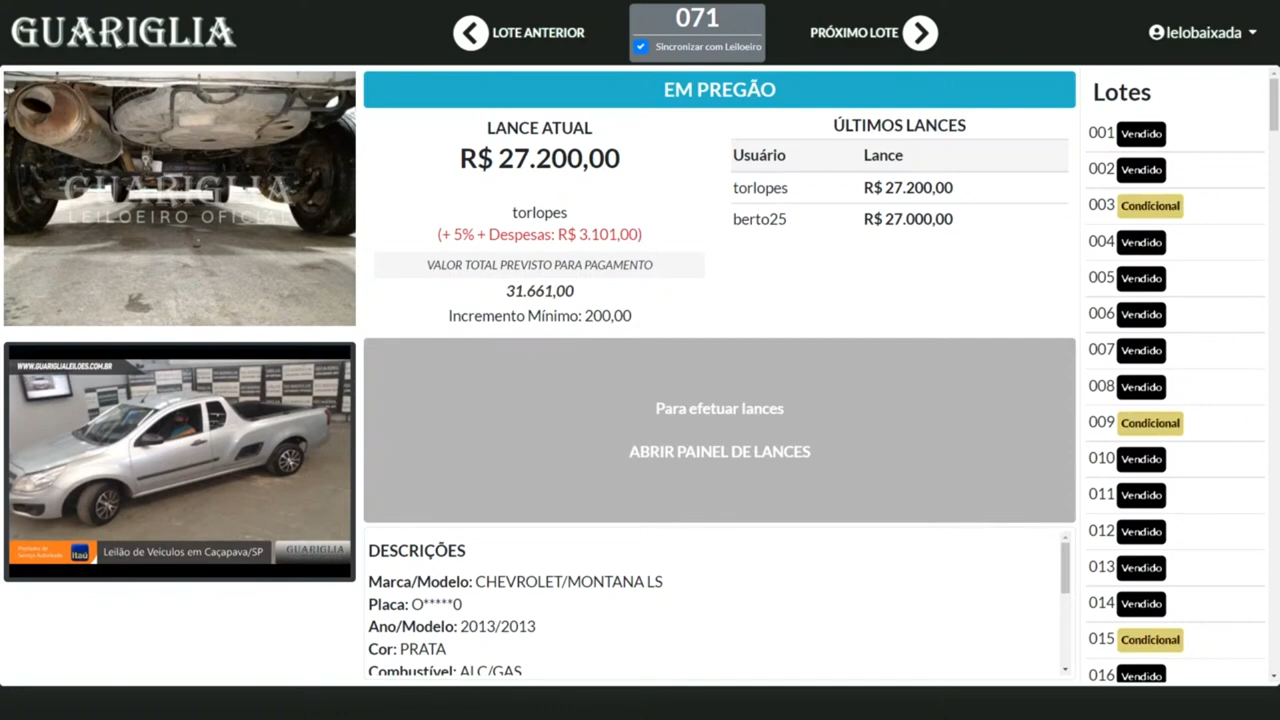 GUARIGLIA
LOTE ANTERIOR
071
Sincronizar com Leiloeiro
PRÓXIMO LOTE
lelobaixada
GUARIGLIA
LEILOEIRO OFICIAL
EM PREGÃO
LANCE ATUAL
R$ 27.200,00
torlopes
(+ 5% + Despesas: R$ 3.101,00)
VALOR TOTAL PREVISTO PARA PAGAMENTO
31.661,00
Incremento Mínimo: 200,00
ÚLTIMOS LANCES
Usuário Lance
torlopes R$ 27.200,00
berto25 R$ 27.000,00
WWW.GUARIGLIALEILOES.COM.BR
Prestadora de
Serviço Autorizada
itaú
Leilão de Veículos em Caçapava/SP
GUARIGLIA
Para efetuar lances
ABRIR PAINEL DE LANCES
DESCRIÇÕES
Marca/Modelo: CHEVROLET/MONTANA LS
Placa: O*****0
Ano/Modelo: 2013/2013
Cor: PRATA
Combustível: ALC/GAS
Lotes
001 Vendido
002 Vendido
003 Condicional
004 Vendido
005 Vendido
006 Vendido
007 Vendido
008 Vendido
009 Condicional
010 Vendido
011 Vendido
012 Vendido
013 Vendido
014 Vendido
015 Condicional
016 Vendido